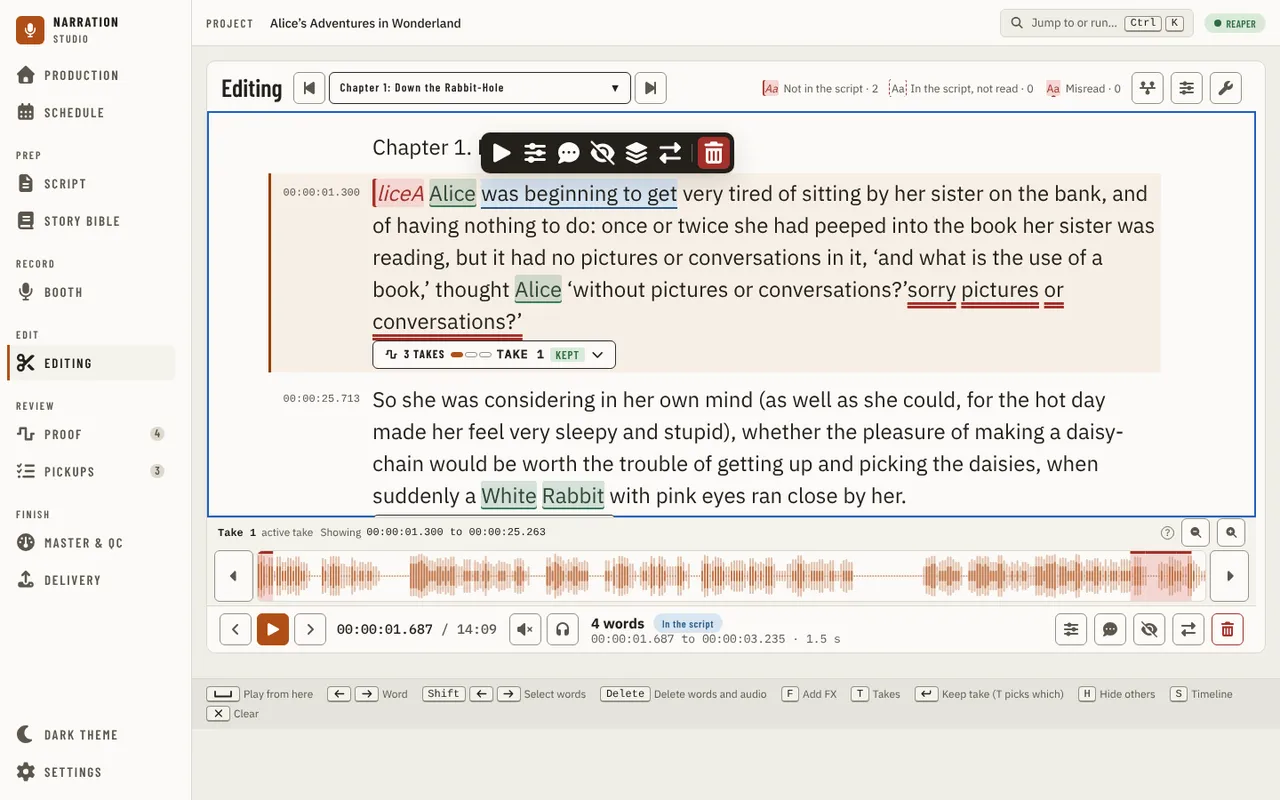 NARRATION
STUDIO
PRODUCTION
SCHEDULE
PREP
SCRIPT
STORY BIBLE
RECORD
BOOTH
EDIT
EDITING
REVIEW
PROOF 4
PICKUPS 3
FINISH
MASTER & QC
DELIVERY
DARK THEME
SETTINGS
PROJECT Alice’s Adventures in Wonderland
Jump to or run... Ctrl K REAPER
Editing Chapter 1: Down the Rabbit-Hole Aa Not in the script · 2 Aa In the script, not read · 0 Aa Misread · 0
Chapter 1.
00:00:01.300 liceA Alice was beginning to get very tired of sitting by her sister on the bank, and
of having nothing to do: once or twice she had peeped into the book her sister was
reading, but it had no pictures or conversations in it, ‘and what is the use of a
book,’ thought Alice ‘without pictures or conversations?’sorry pictures or
conversations?’
3 TAKES TAKE 1 KEPT
00:00:25.713 So she was considering in her own mind (as well as she could, for the hot day
made her feel very sleepy and stupid), whether the pleasure of making a daisy-
chain would be worth the trouble of getting up and picking the daisies, when
suddenly a White Rabbit with pink eyes ran close by her.
Take 1 active take Showing 00:00:01.300 to 00:00:25.263 ?
00:00:01.687 / 14:09 4 words In the script
00:00:01.687 to 00:00:03.235 · 1.5 s
Play from here ← → Word Shift ← → Select words Delete Delete words and audio F Add FX T Takes ↵ Keep take (T picks which) H Hide others S Timeline
X Clear